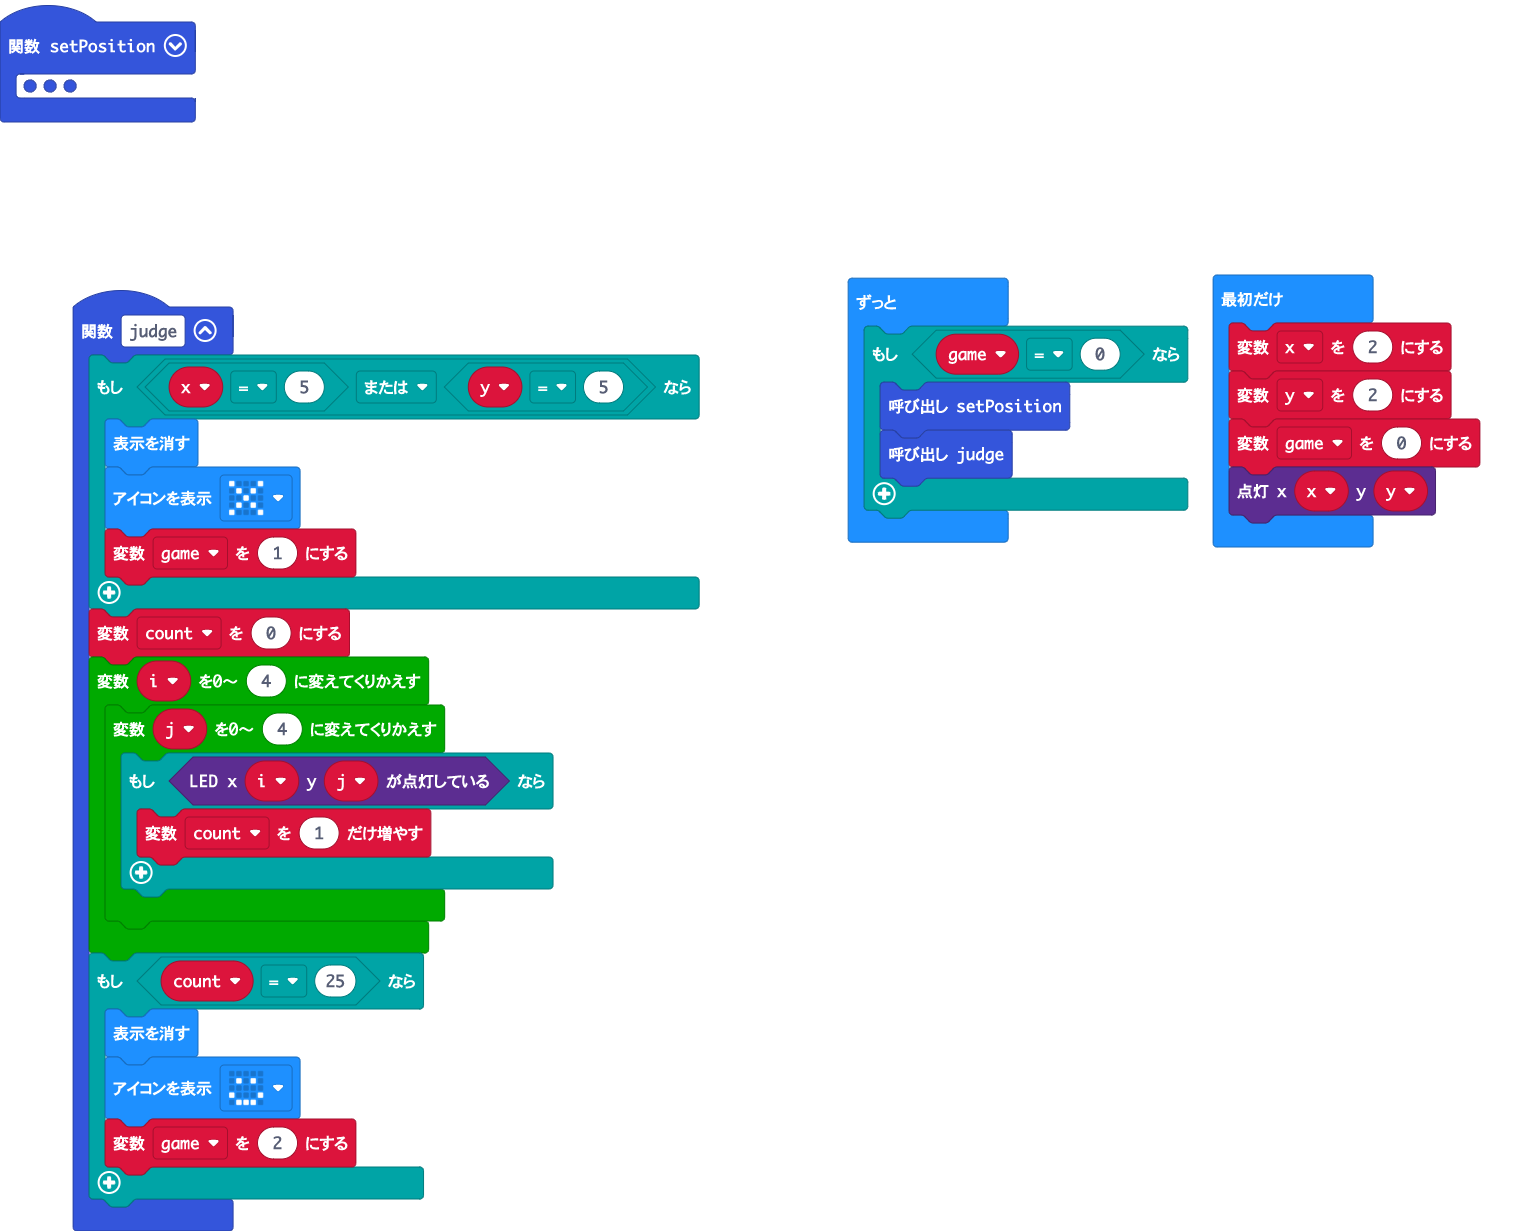 関数 setPosition
関数 judge
もし x = 5 または y = 5 なら
表示を消す
アイコンを表示
変数 game を 1 にする
変数 count を 0 にする
変数 i を0～ 4 に変えてくりかえす
変数 j を0～ 4 に変えてくりかえす
もし LED x i y j が点灯している なら
変数 count を 1 だけ増やす
もし count = 25 なら
表示を消す
アイコンを表示
変数 game を 2 にする
ずっと
もし game = 0 なら
呼び出し setPosition
呼び出し judge
最初だけ
変数 x を 2 にする
変数 y を 2 にする
変数 game を 0 にする
点灯 x x y y